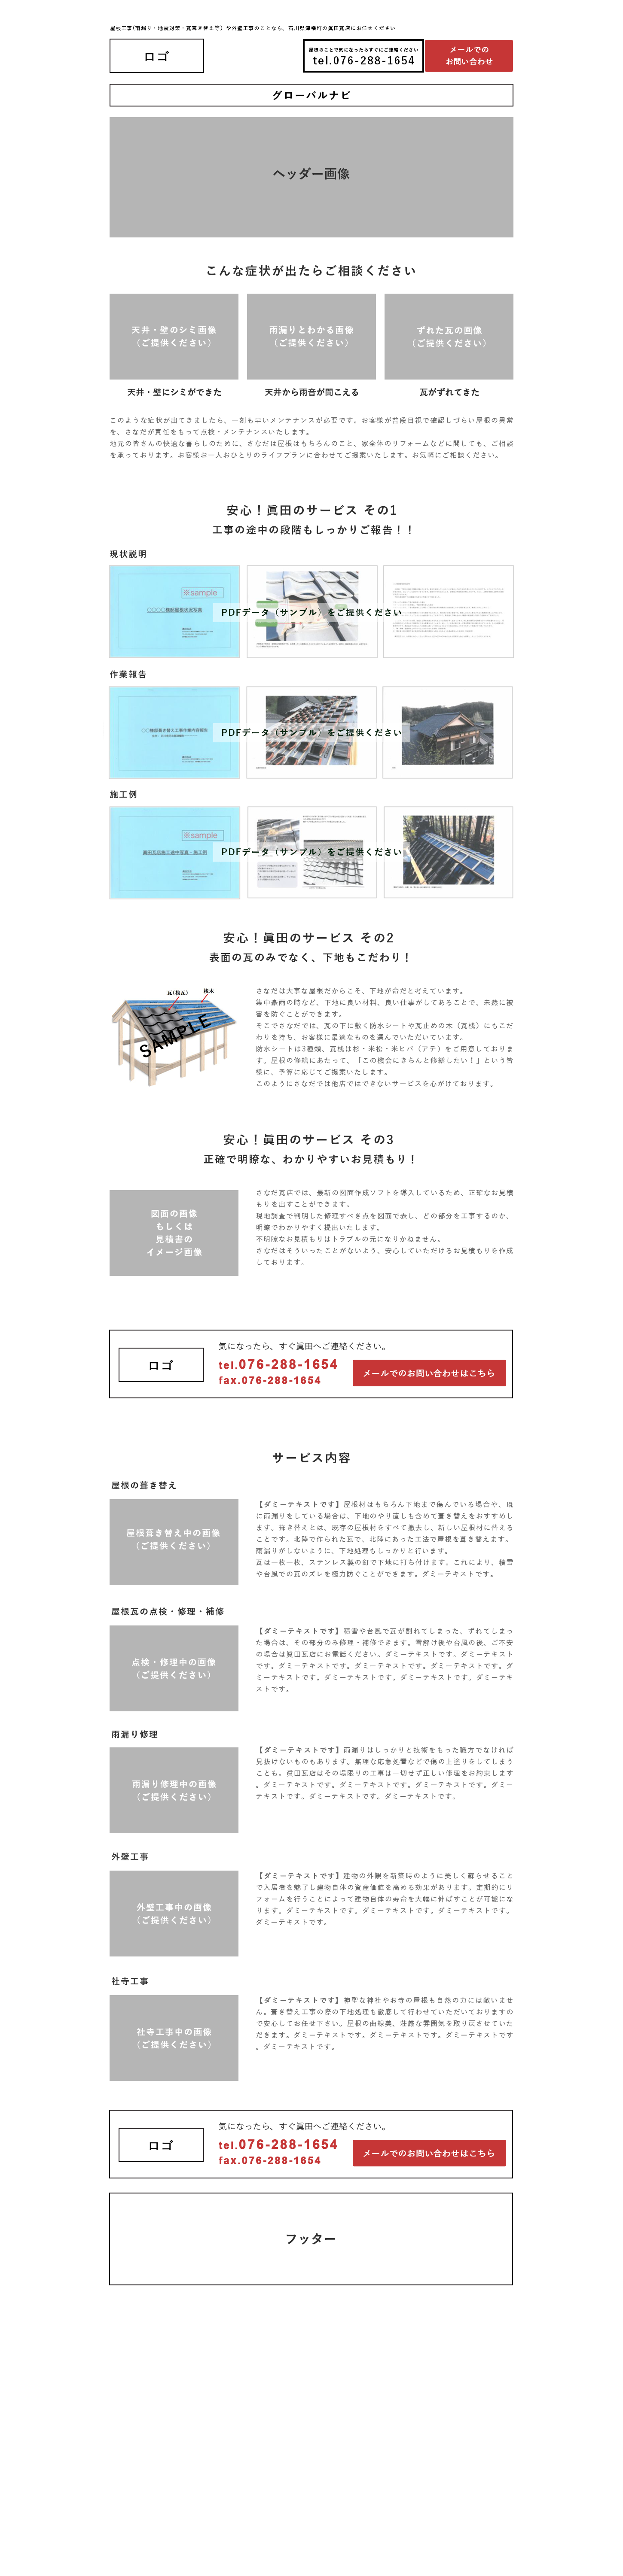 屋根工事(雨漏り・地震対策・瓦葺き替え等）や外壁工事のことなら、石川県津幡町の眞田瓦店にお任せください
ロゴ
屋根のことで気になったらすぐにご連絡ください
tel.076-288-1654
メールでの
お問い合わせ
グローバルナビ
ヘッダー画像
こんな症状が出たらご相談ください
天井・壁のシミ画像
（ご提供ください）
雨漏りとわかる画像
（ご提供ください）
ずれた瓦の画像
（ご提供ください）
天井・壁にシミができた
天井から雨音が聞こえる
瓦がずれてきた
このような症状が出てきましたら、一刻も早いメンテナンスが必要です。お客様が普段目視で確認しづらい屋根の異常
を、さなだが責任をもって点検・メンテナンスいたします。
地元の皆さんの快適な暮らしのために、さなだは屋根はもちろんのこと、家全体のリフォームなどに関しても、ご相談
を承っております。お客様お一人おひとりのライフプランに合わせてご提案いたします。お気軽にご相談ください。
安心！眞田のサービス その1
工事の途中の段階もしっかりご報告！！
現状説明
※sample
〇〇〇〇様邸屋根状況写真
PDFデータ（サンプル）をご提供ください
作業報告
〇〇様邸葺き替え工事作業内容報告
PDFデータ（サンプル）をご提供ください
施工例
※sample
眞田瓦店施工途中写真・施工例
PDFデータ（サンプル）をご提供ください
安心！眞田のサービス その2
表面の瓦のみでなく、下地もこだわり！
瓦(桟瓦)
桟木
SAMPLE
さなだは大事な屋根だからこそ、下地が命だと考えています。
集中豪雨の時など、下地に良い材料、良い仕事がしてあることで、未然に被
害を防ぐことができます。
そこでさなだでは、瓦の下に敷く防水シートや瓦止めの木（瓦桟）にもこだ
わりを持ち、お客様に最適なものを選んでいただいています。
防水シートは3種類、瓦桟は杉・米松・米ヒバ（アテ）をご用意しておりま
す。屋根の修繕にあたって、「この機会にきちんと修繕したい！」という皆
様に、予算に応じてご提案いたします。
このようにさなだでは他店ではできないサービスを心がけております。
安心！眞田のサービス その3
正確で明瞭な、わかりやすいお見積もり！
図面の画像
もしくは
見積書の
イメージ画像
さなだ瓦店では、最新の図面作成ソフトを導入しているため、正確なお見積
もりを出すことができます。
現地調査で判明した修理すべき点を図面で表し、どの部分を工事するのか、
明瞭でわかりやすく提出いたします。
不明瞭なお見積もりはトラブルの元になりかねません。
さなだはそういったことがないよう、安心していただけるお見積もりを作成
しております。
ロゴ
気になったら、すぐ眞田へご連絡ください。
tel.076-288-1654
fax.076-288-1654
メールでのお問い合わせはこちら
サービス内容
屋根の葺き替え
屋根葺き替え中の画像
（ご提供ください）
【ダミーテキストです】屋根材はもちろん下地まで傷んでいる場合や、既
に雨漏りをしている場合は、下地のやり直しも含めて葺き替えをおすすめし
ます。葺き替えとは、既存の屋根材をすべて撤去し、新しい屋根材に替える
ことです。北陸で作られた瓦で、北陸にあった工法で屋根を葺き替えます。
雨漏りがしないように、下地処理もしっかりと行います。
瓦は一枚一枚、ステンレス製の釘で下地に打ち付けます。これにより、積雪
や台風での瓦のズレを極力防ぐことができます。ダミーテキストです。
屋根瓦の点検・修理・補修
点検・修理中の画像
（ご提供ください）
【ダミーテキストです】積雪や台風で瓦が割れてしまった、ずれてしまっ
た場合は、その部分のみ修理・補修できます。雪解け後や台風の後、ご不安
の場合は眞田瓦店にお電話ください。ダミーテキストです。ダミーテキスト
です。ダミーテキストです。ダミーテキストです。ダミーテキストです。ダ
ミーテキストです。ダミーテキストです。ダミーテキストです。ダミーテキ
ストです。
雨漏り修理
雨漏り修理中の画像
（ご提供ください）
【ダミーテキストです】雨漏りはしっかりと技術をもった職方でなければ
見抜けないものもあります。無理な応急処置などで傷の上塗りをしてしまう
ことも。眞田瓦店はその場限りの工事は一切せず正しい修理をお約束します
。ダミーテキストです。ダミーテキストです。ダミーテキストです。ダミー
テキストです。ダミーテキストです。ダミーテキストです。
外壁工事
外壁工事中の画像
（ご提供ください）
【ダミーテキストです】建物の外観を新築時のように美しく蘇らせること
で入居者を魅了し建物自体の資産価値を高める効果があります。定期的にリ
フォームを行うことによって建物自体の寿命を大幅に伸ばすことが可能にな
ります。ダミーテキストです。ダミーテキストです。ダミーテキストです。
ダミーテキストです。
社寺工事
社寺工事中の画像
（ご提供ください）
【ダミーテキストです】神聖な神社やお寺の屋根も自然の力には敵いませ
ん。葺き替え工事の際の下地処理も徹底して行わせていただいておりますの
で安心してお任せ下さい。屋根の曲線美、荘厳な雰囲気を取り戻させていた
だきます。ダミーテキストです。ダミーテキストです。ダミーテキストです
。ダミーテキストです。
ロゴ
気になったら、すぐ眞田へご連絡ください。
tel.076-288-1654
fax.076-288-1654
メールでのお問い合わせはこちら
フッター